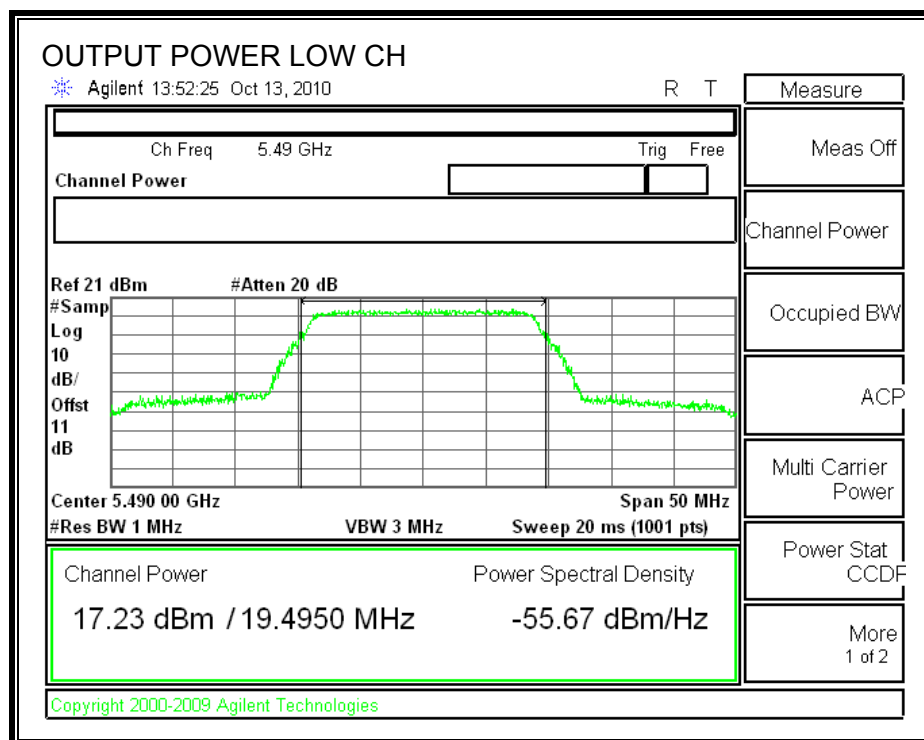 OUTPUT POWER LOW CH
Agilent 13:52:25 Oct 13, 2010 R T
Measure
Ch Freq 5.49 GHz Trig Free
Meas Off
Channel Power
Channel Power
Ref 21 dBm #Atten 20 dB
#Samp
Log
10
dB/
Offst
11
dB
Occupied BW
ACP
Multi Carrier
Power
Center 5.490 00 GHz Span 50 MHz
#Res BW 1 MHz VBW 3 MHz Sweep 20 ms (1001 pts)
Power Stat
CCDF
Channel Power Power Spectral Density
17.23 dBm / 19.4950 MHz -55.67 dBm/Hz
More
1 of 2
Copyright 2000-2009 Agilent Technologies